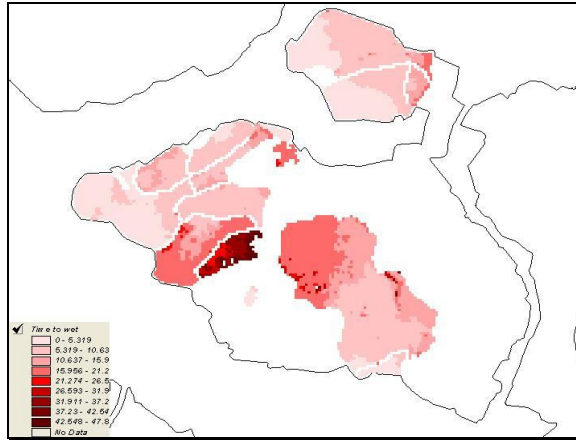 Time to wet
0 - 5.319
5.319 - 10.63
10.637 - 15.9
15.956 - 21.2
21.274 - 26.5
26.593 - 31.9
31.911 - 37.2
37.23 - 42.54
42.548 - 47.8
No Data